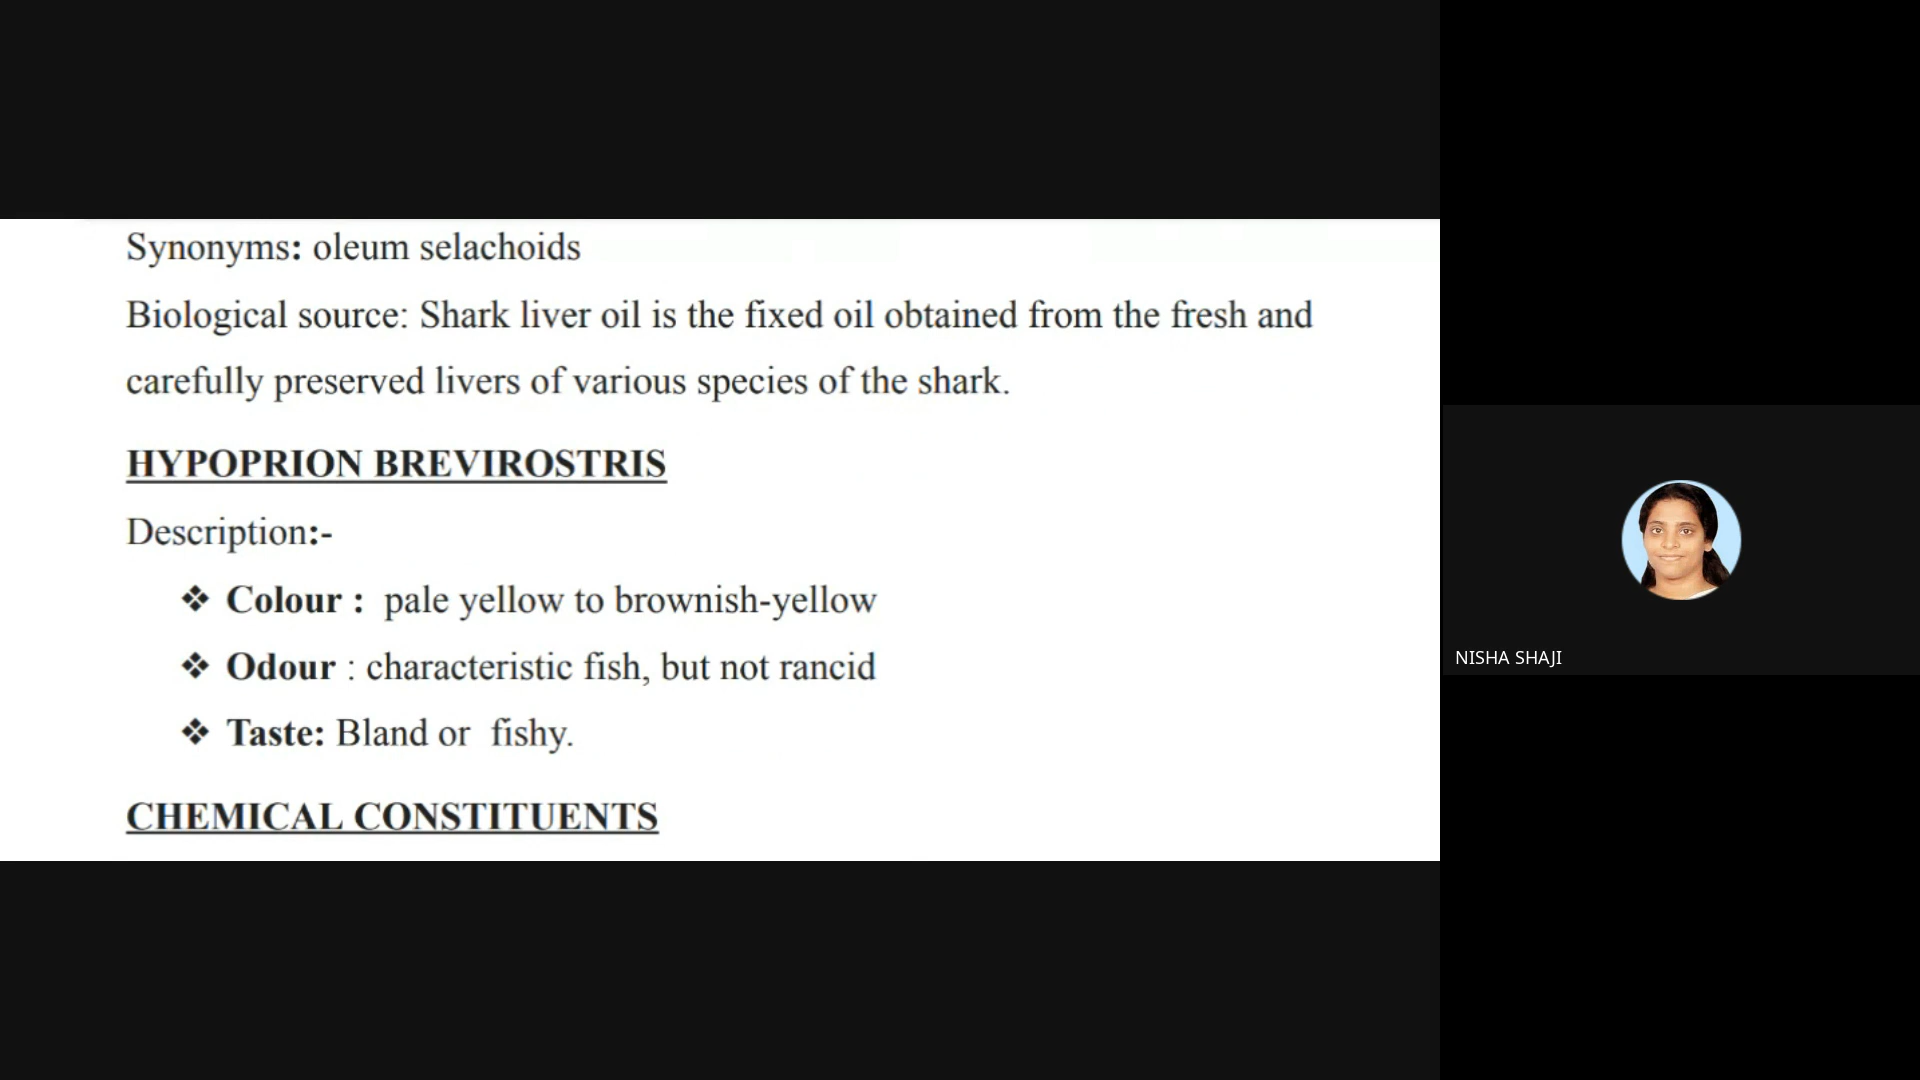 Synonyms: oleum selachoids
Biological source: Shark liver oil is the fixed oil obtained from the fresh and
carefully preserved livers of various species of the shark.
HYPOPRION BREVIROSTRIS
Description:-
❖ Colour : pale yellow to brownish-yellow
❖ Odour : characteristic fish, but not rancid
❖ Taste: Bland or fishy.
CHEMICAL CONSTITUENTS
NISHA SHAJI